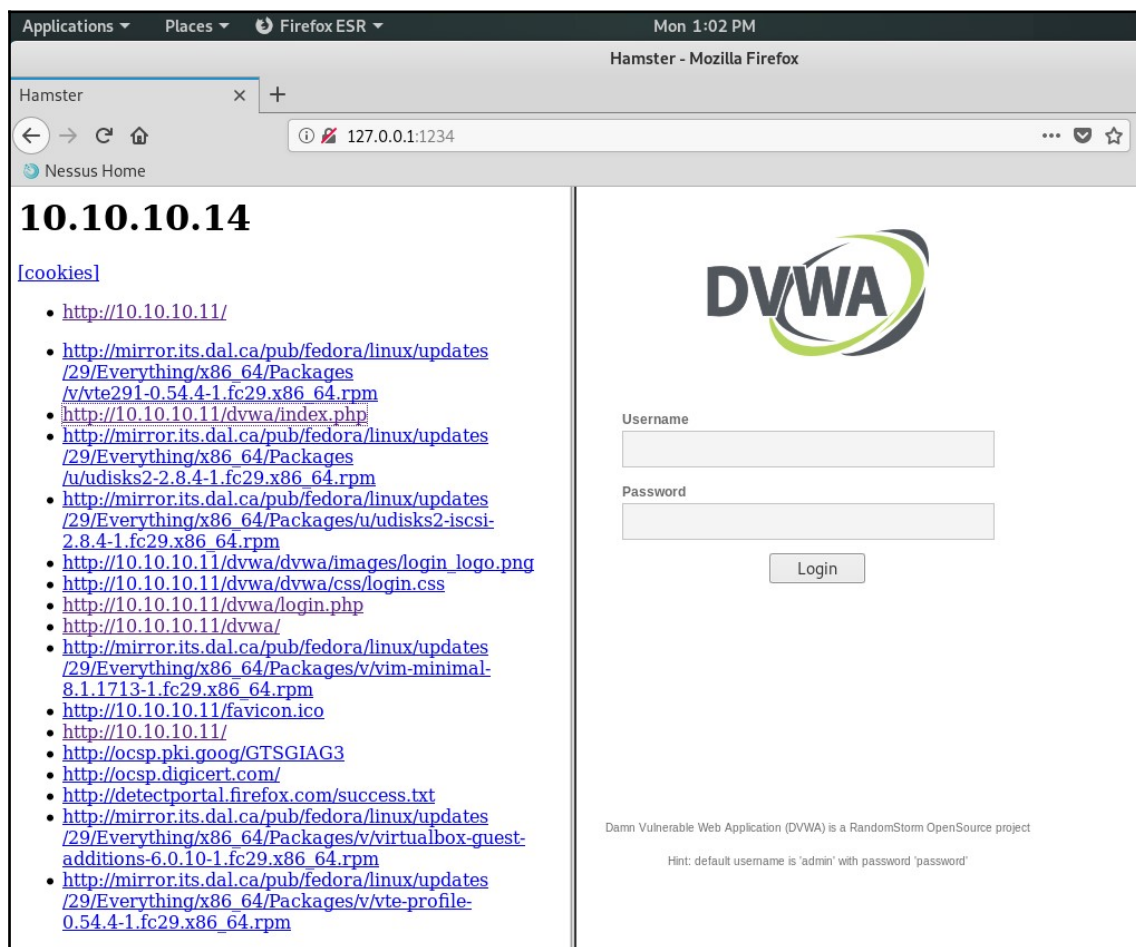 Applications Places Firefox ESR Mon 1:02 PM
Hamster - Mozilla Firefox
Hamster
127.0.0.1:1234
Nessus Home
10.10.10.14
[cookies]
http://10.10.10.11/
http://mirror.its.dal.ca/pub/fedora/linux/updates
/29/Everything/x86_64/Packages
/v/vte291-0.54.4-1.fc29.x86_64.rpm
http://10.10.10.11/dvwa/index.php
http://mirror.its.dal.ca/pub/fedora/linux/updates
/29/Everything/x86_64/Packages
/u/udisks2-2.8.4-1.fc29.x86_64.rpm
http://mirror.its.dal.ca/pub/fedora/linux/updates
/29/Everything/x86_64/Packages/u/udisks2-iscsi-
2.8.4-1.fc29.x86_64.rpm
http://10.10.10.11/dvwa/dvwa/images/login_logo.png
http://10.10.10.11/dvwa/dvwa/css/login.css
http://10.10.10.11/dvwa/login.php
http://10.10.10.11/dvwa/
http://mirror.its.dal.ca/pub/fedora/linux/updates
/29/Everything/x86_64/Packages/v/vim-minimal-
8.1.1713-1.fc29.x86_64.rpm
http://10.10.10.11/favicon.ico
http://10.10.10.11/
http://ocsp.pki.goog/GTSGIAG3
http://ocsp.digicert.com/
http://detectportal.firefox.com/success.txt
http://mirror.its.dal.ca/pub/fedora/linux/updates
/29/Everything/x86_64/Packages/v/virtualbox-guest-
additions-6.0.10-1.fc29.x86_64.rpm
http://mirror.its.dal.ca/pub/fedora/linux/updates
/29/Everything/x86_64/Packages/v/vte-profile-
0.54.4-1.fc29.x86_64.rpm
DVWA
Username
Password
Login
Damn Vulnerable Web Application (DVWA) is a RandomStorm OpenSource project
Hint: default username is 'admin' with password 'password'